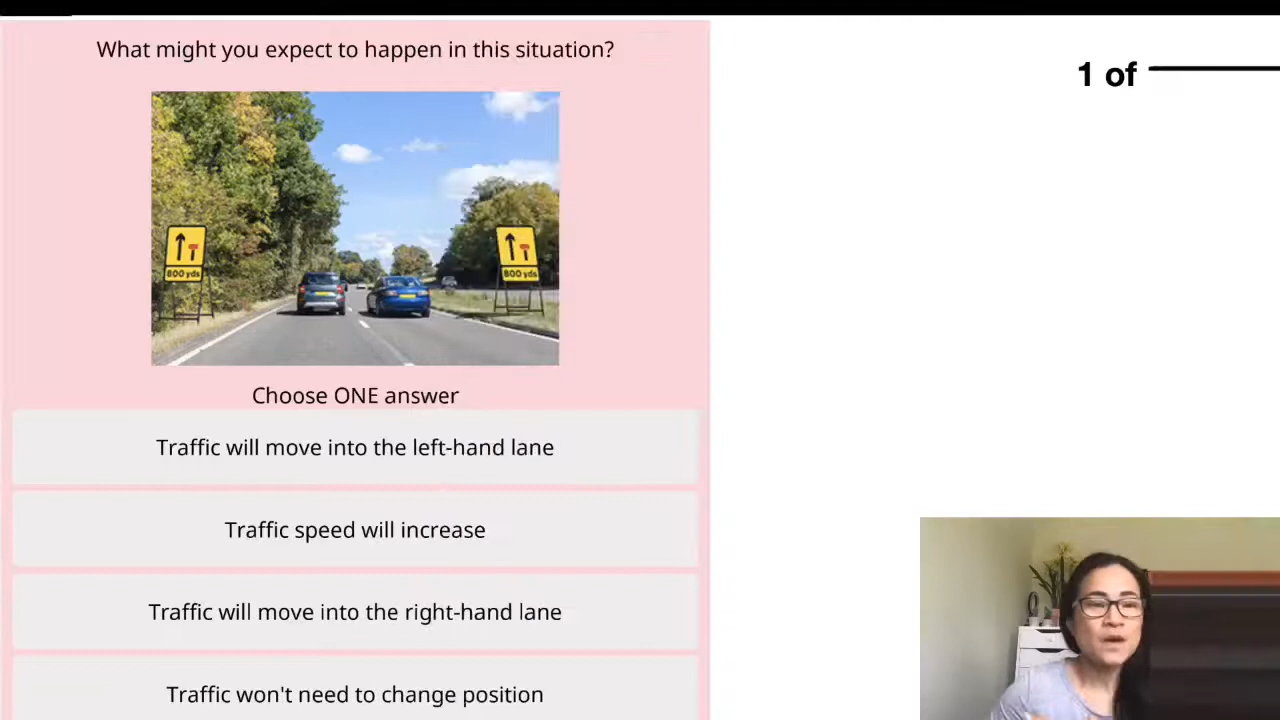 What might you expect to happen in this situation?
1 of
800 yds
800 yds
Choose ONE answer
Traffic will move into the left-hand lane
Traffic speed will increase
Traffic will move into the right-hand lane
Traffic won't need to change position